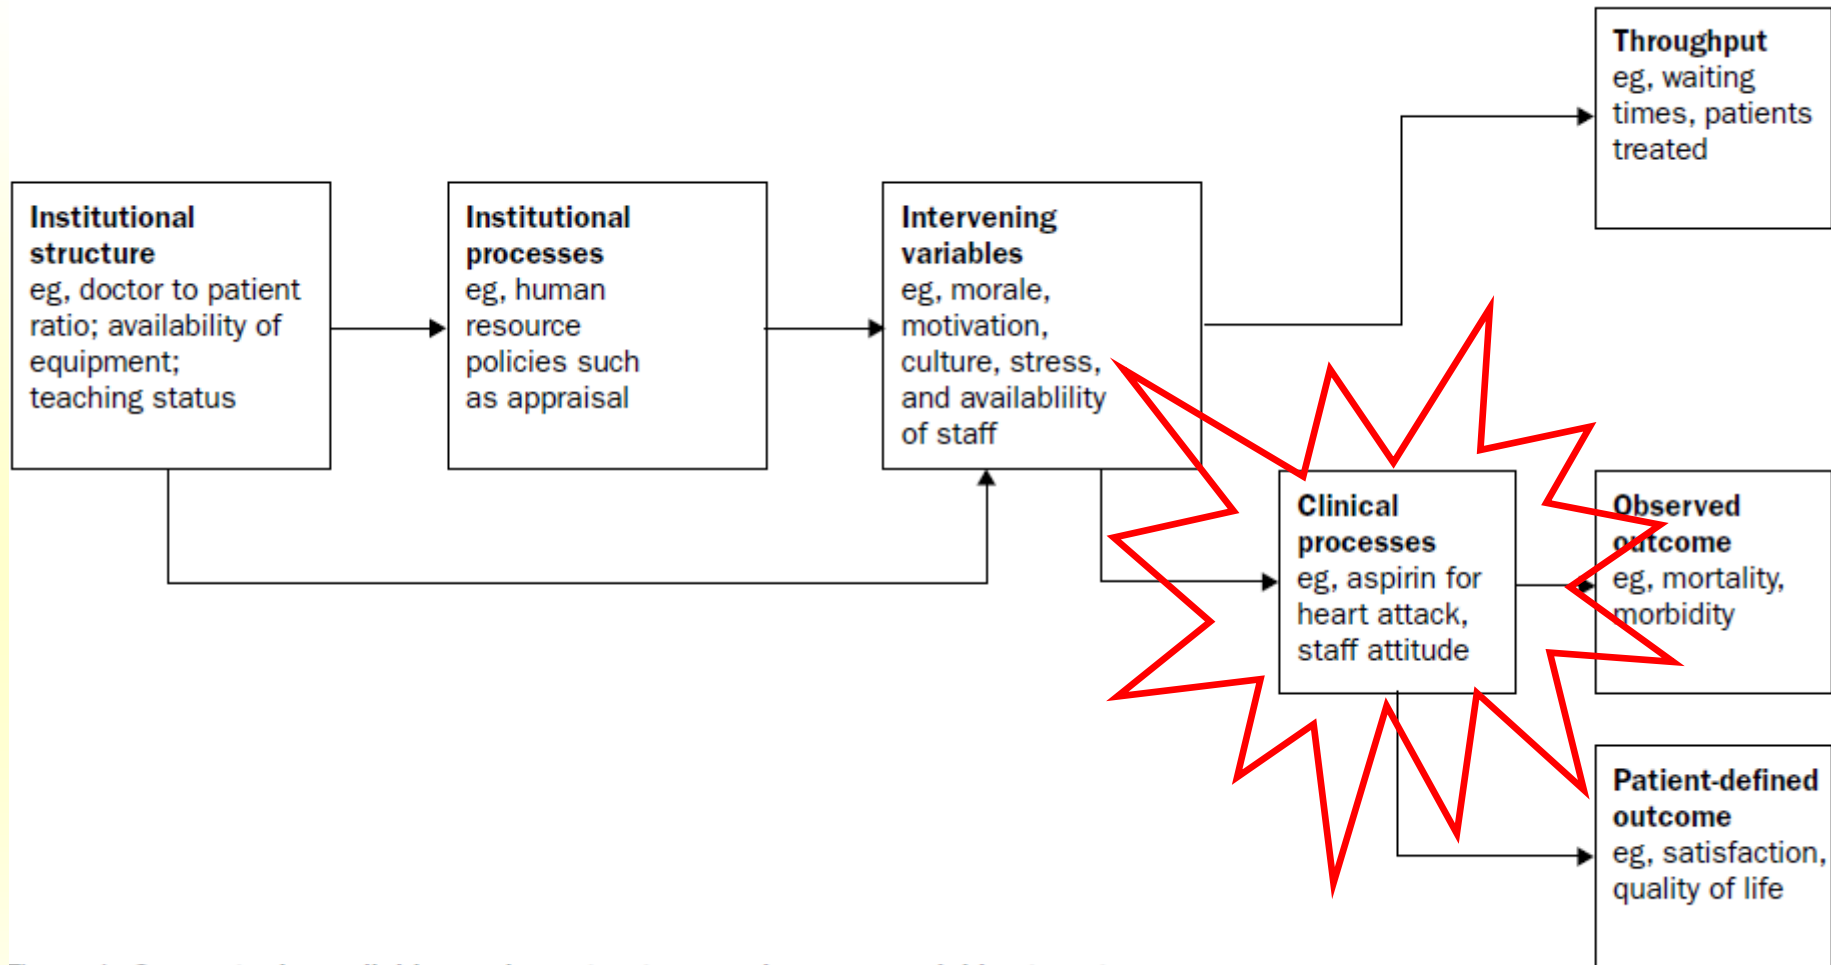 Throughput
eg, waiting
times, patients
treated
Institutional
structure
eg, doctor to patient
ratio; availability of
equipment;
teaching status
Institutional
processes
eg, human
resource
policies such
as appraisal
Intervening
variables
eg, morale,
motivation,
culture, stress,
and availablility
of staff
Clinical
processes
eg, aspirin for
heart attack,
staff attitude
Observed
outcome
eg, mortality,
morbidity
Patient-defined
outcome
eg, satisfaction,
quality of life